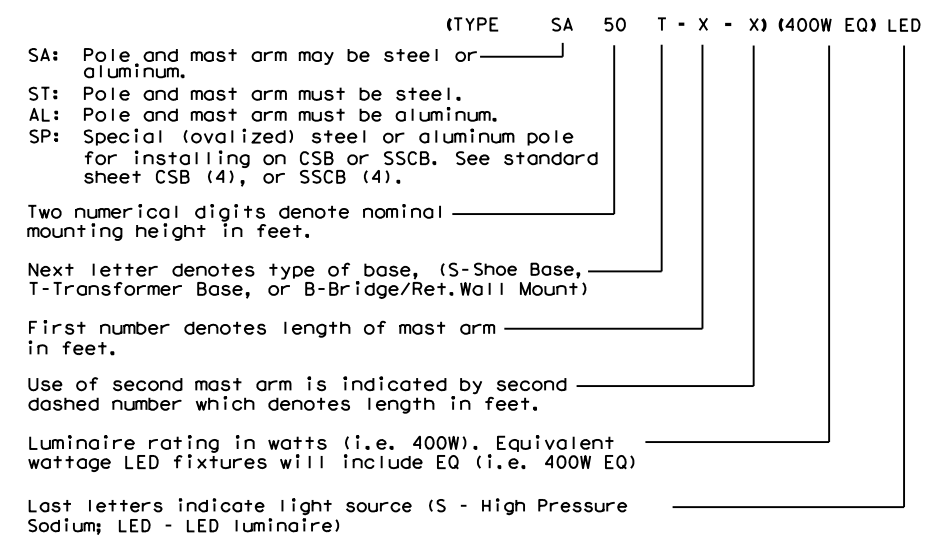 (TYPE SA 50 T - X - X) (400W EQ) LED
SA: Pole and mast arm may be steel or
aluminum.
ST: Pole and mast arm must be steel.
AL: Pole and mast arm must be aluminum.
SP: Special (ovalized) steel or aluminum pole
for installing on CSB or SSCB. See standard
sheet CSB (4), or SSCB (4).
Two numerical digits denote nominal
mounting height in feet.
Next letter denotes type of base, (S-Shoe Base,
T-Transformer Base, or B-Bridge/Ret.Wall Mount)
First number denotes length of mast arm
in feet.
Use of second mast arm is indicated by second
dashed number which denotes length in feet.
Luminaire rating in watts (i.e. 400W). Equivalent
wattage LED fixtures will include EQ (i.e. 400W EQ)
Last letters indicate light source (S - High Pressure
Sodium; LED - LED luminaire)